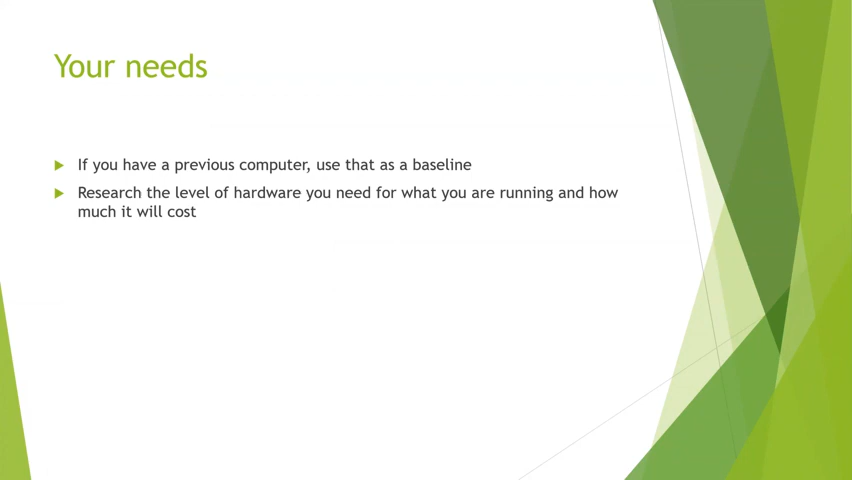 Your needs
If you have a previous computer, use that as a baseline
Research the level of hardware you need for what you are running and how
much it will cost